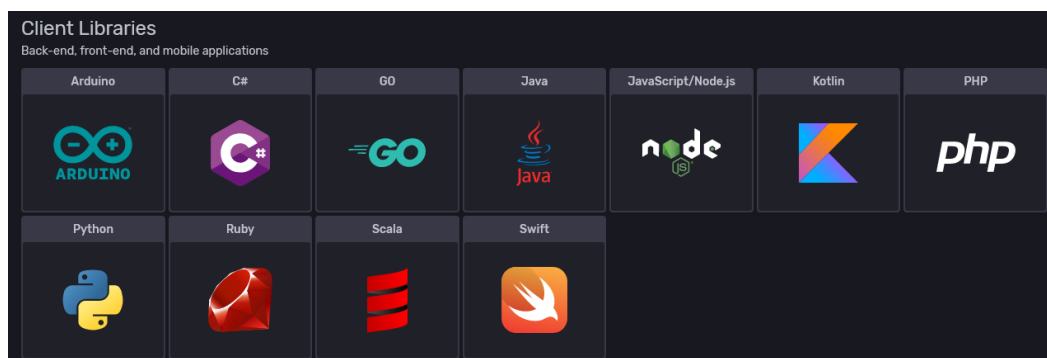 Client Libraries
Back-end, front-end, and mobile applications
Arduino C# GO Java JavaScript/Node.js Kotlin PHP
ARDUINO C# GO Java node JS php
Python Ruby Scala Swift